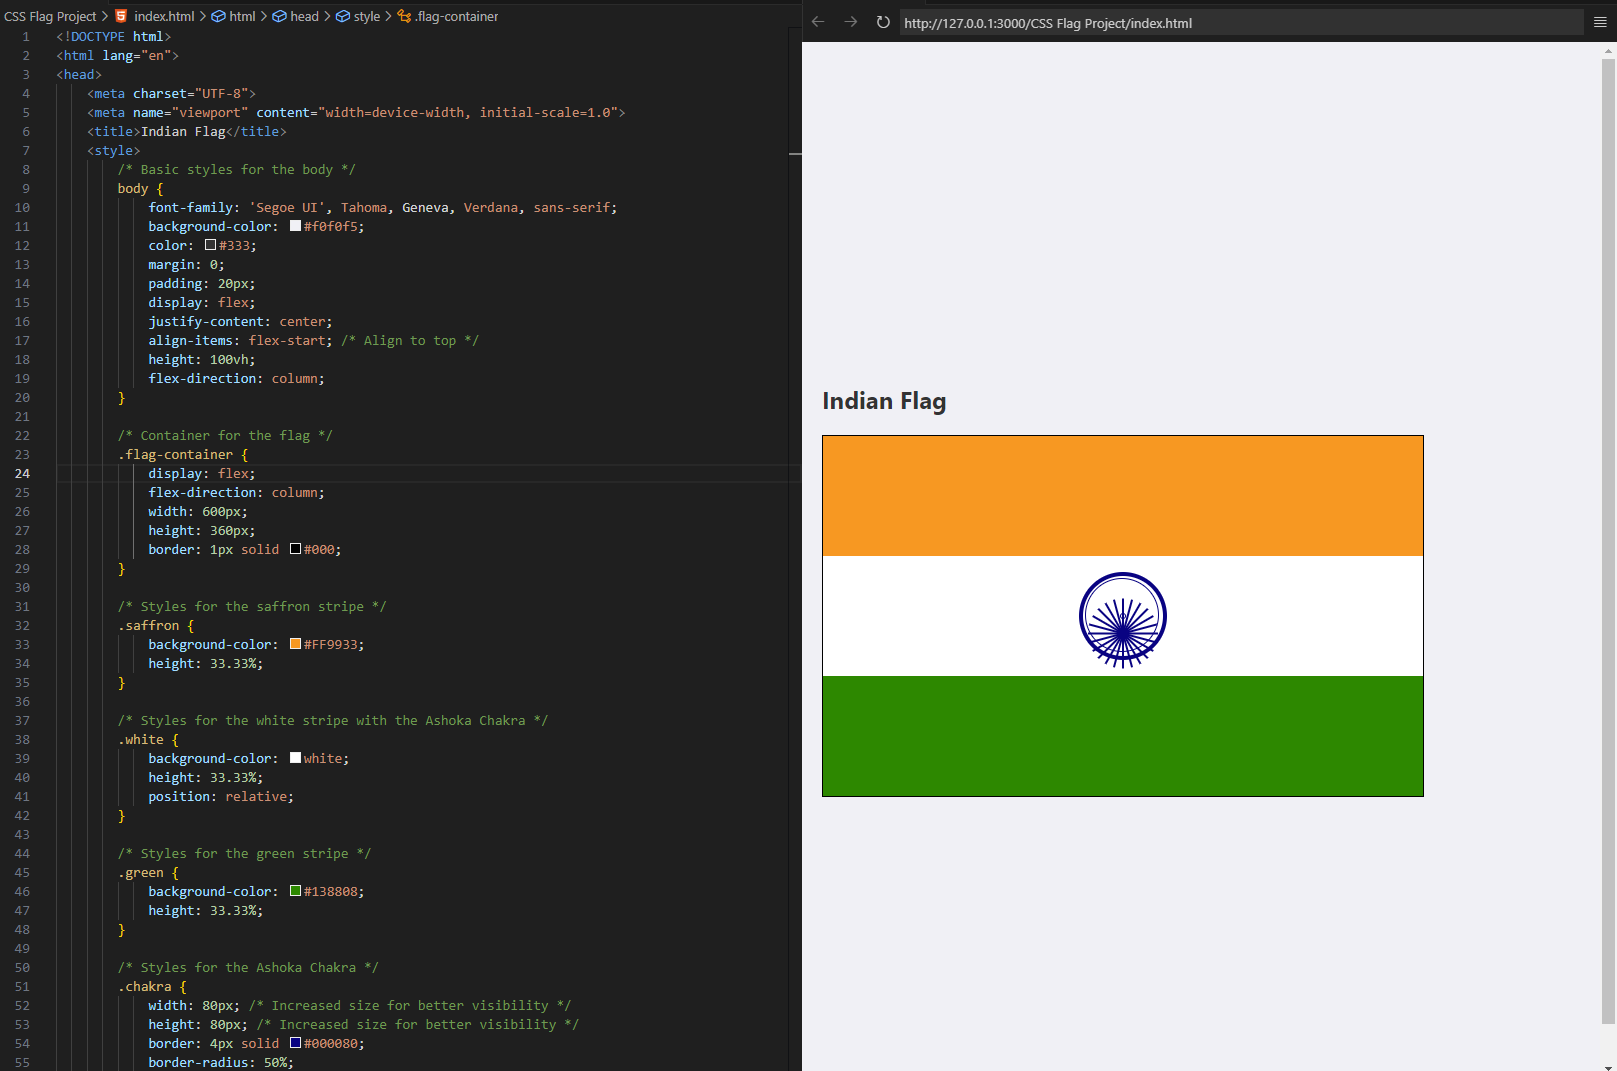 CSS Flag Project > index.html > html > head > style > .flag-container
1 <!DOCTYPE html>
2 <html lang="en">
3 <head>
4 <meta charset="UTF-8">
5 <meta name="viewport" content="width=device-width, initial-scale=1.0">
6 <title>Indian Flag</title>
7 <style>
8 /* Basic styles for the body */
9 body {
10 font-family: 'Segoe UI', Tahoma, Geneva, Verdana, sans-serif;
11 background-color: #f0f0f5;
12 color: #333;
13 margin: 0;
14 padding: 20px;
15 display: flex;
16 justify-content: center;
17 align-items: flex-start; /* Align to top */
18 height: 100vh;
19 flex-direction: column;
20 }
21
22 /* Container for the flag */
23 .flag-container {
24 display: flex;
25 flex-direction: column;
26 width: 600px;
27 height: 360px;
28 border: 1px solid #000;
29 }
30
31 /* Styles for the saffron stripe */
32 .saffron {
33 background-color: #FF9933;
34 height: 33.33%;
35 }
36
37 /* Styles for the white stripe with the Ashoka Chakra */
38 .white {
39 background-color: white;
40 height: 33.33%;
41 position: relative;
42 }
43
44 /* Styles for the green stripe */
45 .green {
46 background-color: #138808;
47 height: 33.33%;
48 }
49
50 /* Styles for the Ashoka Chakra */
51 .chakra {
52 width: 80px; /* Increased size for better visibility */
53 height: 80px; /* Increased size for better visibility */
54 border: 4px solid #000080;
55 border-radius: 50%;
http://127.0.0.1:3000/CSS Flag Project/index.html
Indian Flag